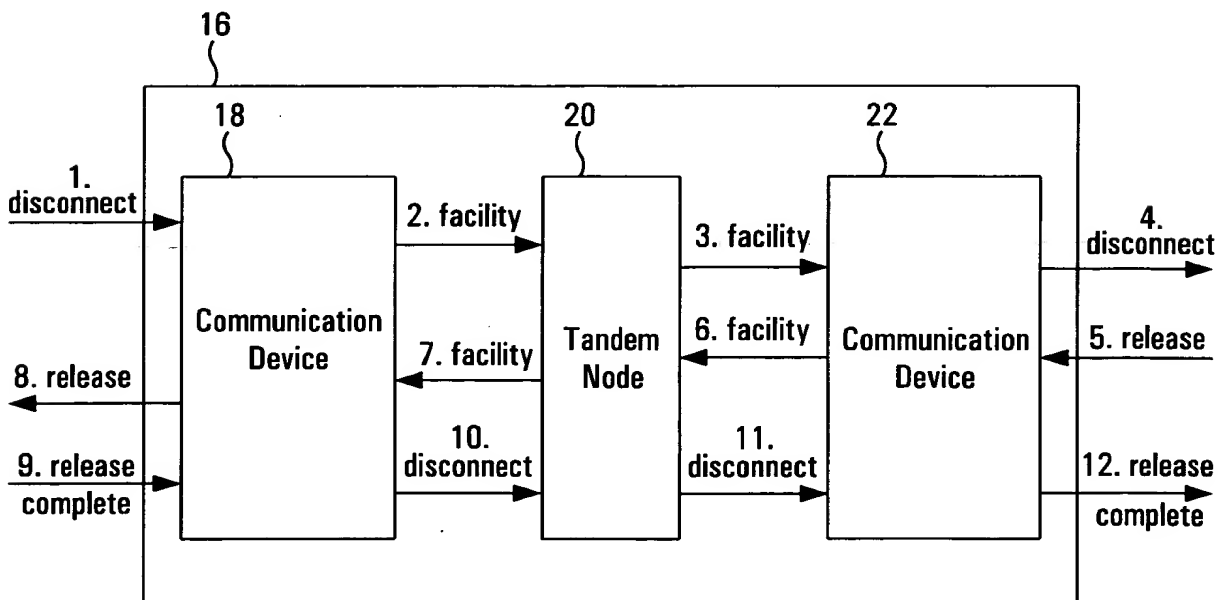 16
18
20
22
1.
disconnect
2. facility
3. facility
4.
disconnect
Communication
Device
Tandem
Node
Communication
Device
6. facility
5. release
7. facility
8. release
10.
disconnect
11.
disconnect
9. release
complete
12. release
complete